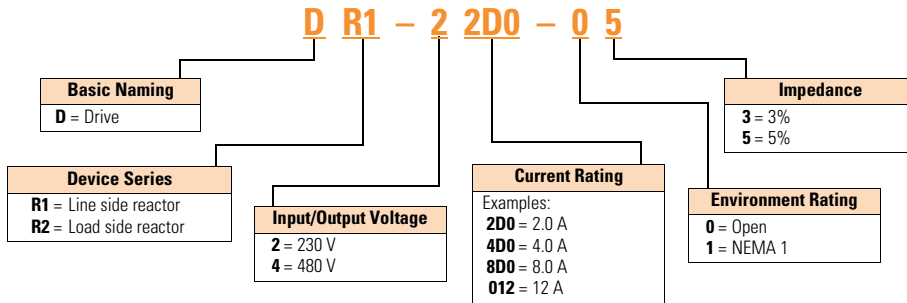 D R1 – 2 2D0 – 0 5
Basic Naming
D = Drive
Device Series
R1 = Line side reactor
R2 = Load side reactor
Input/Output Voltage
2 = 230 V
4 = 480 V
Current Rating
Examples:
2D0 = 2.0 A
4D0 = 4.0 A
8D0 = 8.0 A
012 = 12 A
Environment Rating
0 = Open
1 = NEMA 1
Impedance
3 = 3%
5 = 5%